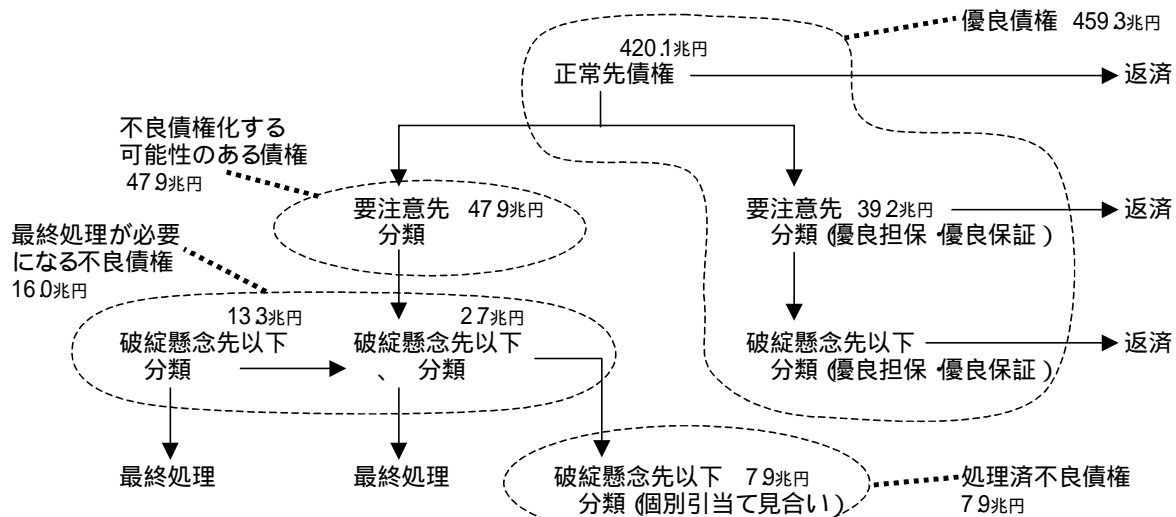 優良債権 459.3兆円
420.1兆円
正常先債権
返済
不良債権化する
可能性のある債権
47.9兆円
要注意先 47.9兆円
分類
要注意先 39.2兆円
分類(優良担保・優良保証)
返済
最終処理が必要
になる不良債権
16.0兆円
13.3兆円
破綻懸念先以下
分類
2.7兆円
破綻懸念先以下
、 分類
破綻懸念先以下
分類(優良担保・優良保証)
返済
最終処理
最終処理
破綻懸念先以下 7.9兆円
分類(個別引当て見合い)
処理済不良債権
7.9兆円